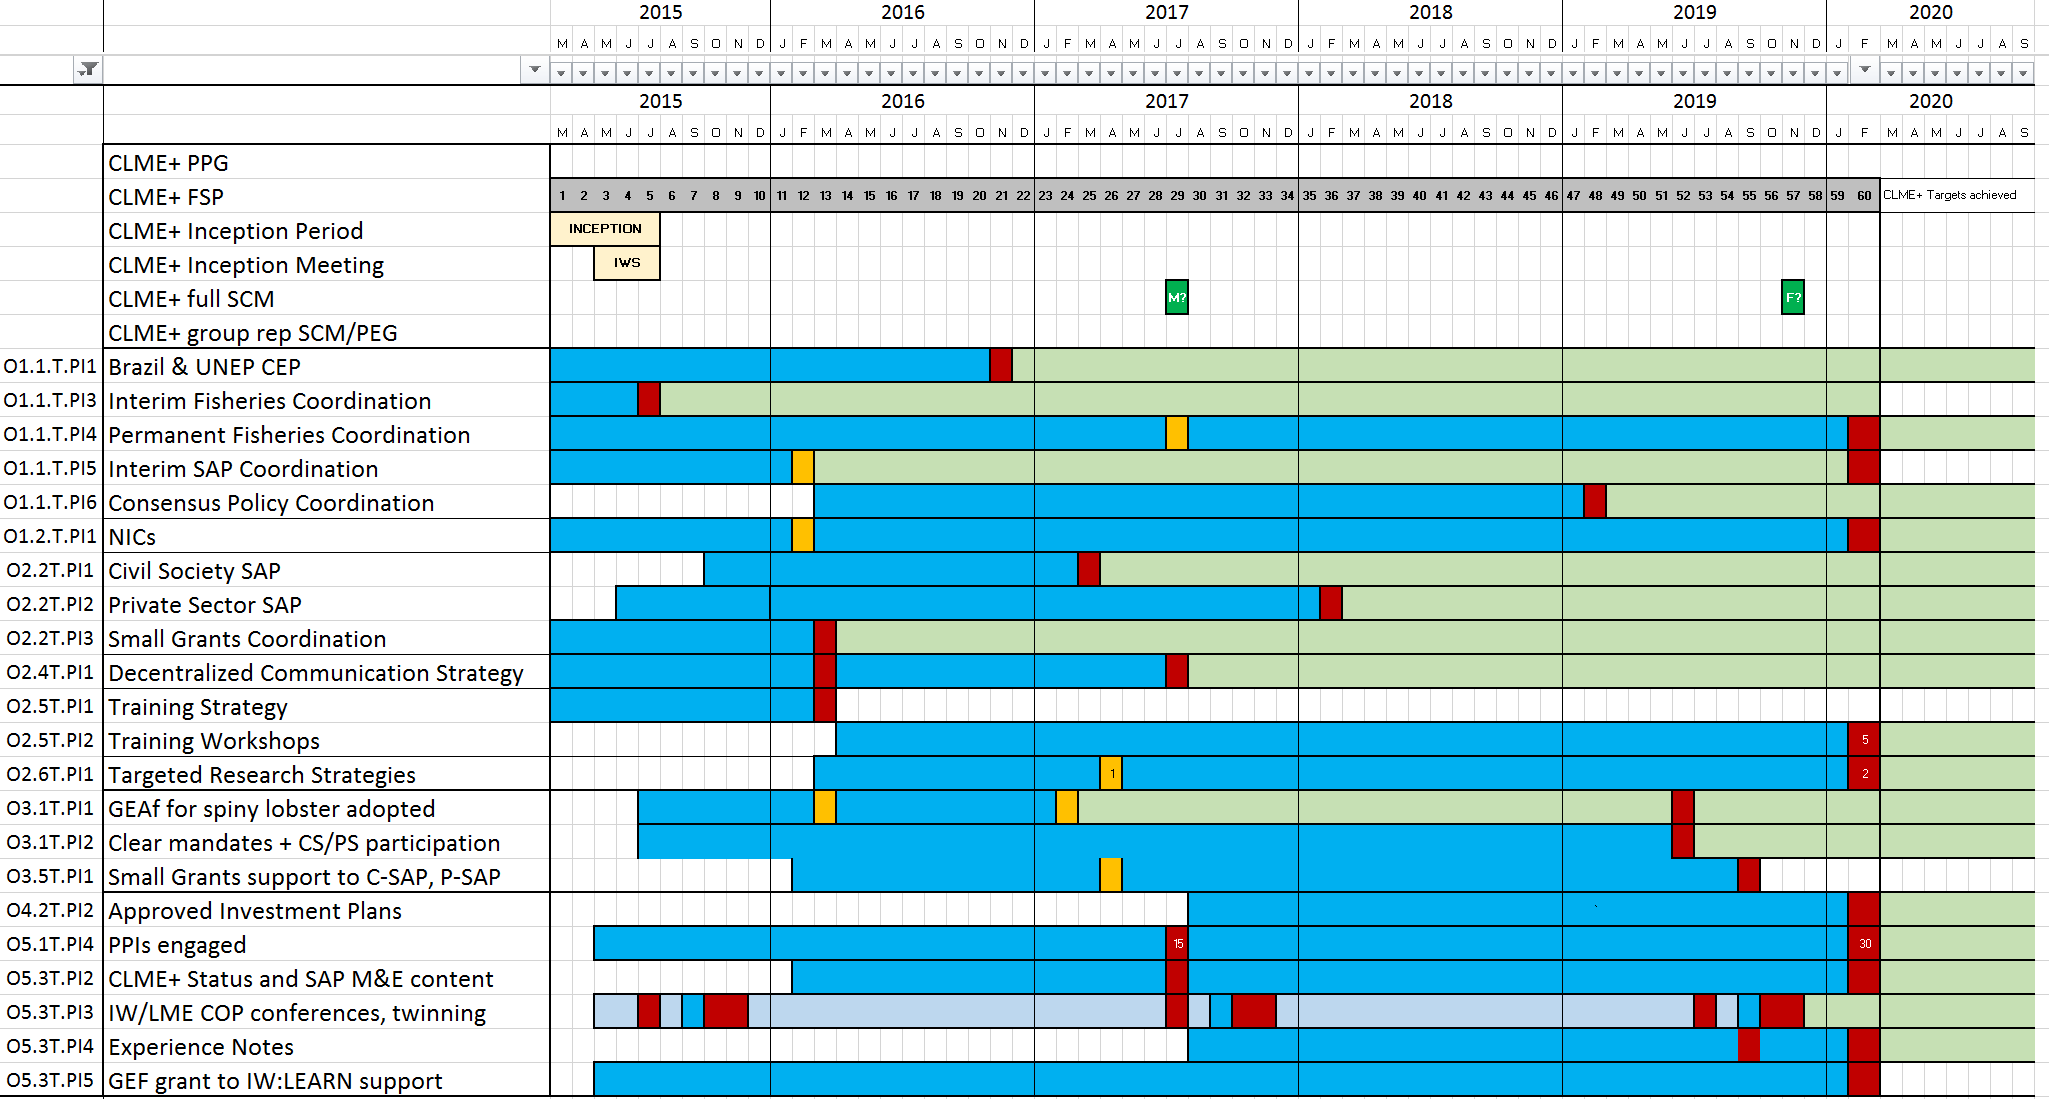 2015 2016 2017 2018 2019 2020
M A M J J A S O N D J F M A M J J A S O N D J F M A M J J A S O N D J F M A M J J A S O N D J F M A M J J A S O N D J F M A M J J A S
2015 2016 2017 2018 2019 2020
M A M J J A S O N D J F M A M J J A S O N D J F M A M J J A S O N D J F M A M J J A S O N D J F M A M J J A S O N D J F M A M J J A S
CLME+ PPG
CLME+ FSP 1 2 3 4 5 6 7 8 9 10 11 12 13 14 15 16 17 18 19 20 21 22 23 24 25 26 27 28 29 30 31 32 33 34 35 36 37 38 39 40 41 42 43 44 45 46 47 48 49 50 51 52 53 54 55 56 57 58 59 60 CLME+ Targets achieved
CLME+ Inception Period INCEPTION
CLME+ Inception Meeting IWS
CLME+ full SCM M? F?
CLME+ group rep SCM/PEG
O1.1.T.PI1 Brazil & UNEP CEP
O1.1.T.PI3 Interim Fisheries Coordination
O1.1.T.PI4 Permanent Fisheries Coordination
O1.1.T.PI5 Interim SAP Coordination
O1.1.T.PI6 Consensus Policy Coordination
O1.2.T.PI1 NICs
O2.2T.PI1 Civil Society SAP
O2.2T.PI2 Private Sector SAP
O2.2T.PI3 Small Grants Coordination
O2.4T.PI1 Decentralized Communication Strategy
O2.5T.PI1 Training Strategy
O2.5T.PI2 Training Workshops 5
O2.6T.PI1 Targeted Research Strategies 1 2
O3.1T.PI1 GEAf for spiny lobster adopted
O3.1T.PI2 Clear mandates + CS/PS participation
O3.5T.PI1 Small Grants support to C-SAP, P-SAP
O4.2T.PI2 Approved Investment Plans
O5.1T.PI4 PPIs engaged 15 30
O5.3T.PI2 CLME+ Status and SAP M&E content
O5.3T.PI3 IW/LME COP conferences, twinning
O5.3T.PI4 Experience Notes
O5.3T.PI5 GEF grant to IW:LEARN support